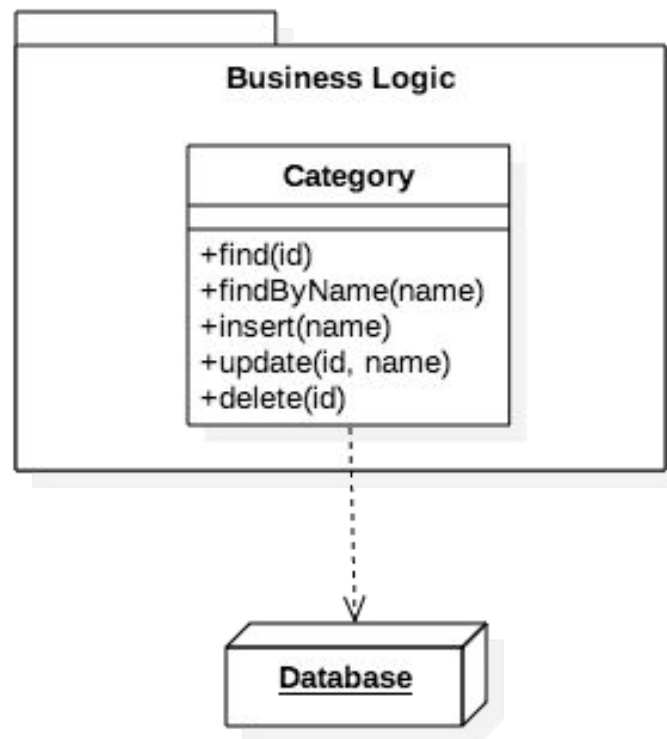 Business Logic
Category
+find(id)
+findByName(name)
+insert(name)
+update(id, name)
+delete(id)
Database